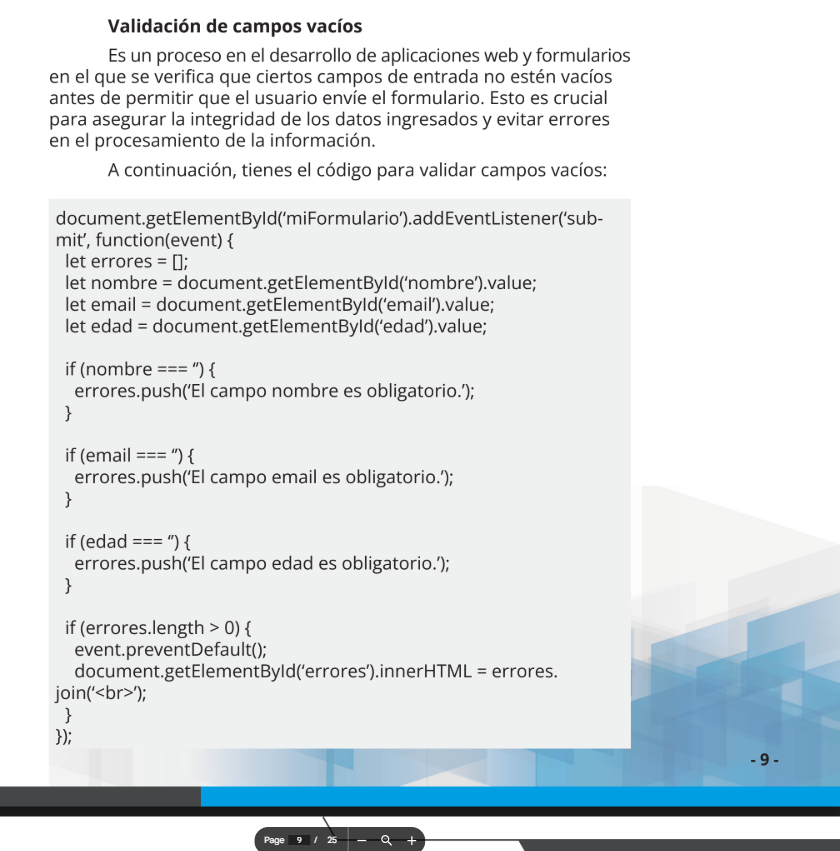 Validación de campos vacíos
Es un proceso en el desarrollo de aplicaciones web y formularios
en el que se verifica que ciertos campos de entrada no estén vacíos
antes de permitir que el usuario envíe el formulario. Esto es crucial
para asegurar la integridad de los datos ingresados y evitar errores
en el procesamiento de la información.
A continuación, tienes el código para validar campos vacíos:
document.getElementById(‘miFormulario’).addEventListener(‘sub-
mit’, function(event) {
let errores = [];
let nombre = document.getElementById(‘nombre’).value;
let email = document.getElementById(‘email’).value;
let edad = document.getElementById(‘edad’).value;
if (nombre === ‘’) {
errores.push(‘El campo nombre es obligatorio.’);
}
if (email === ‘’) {
errores.push(‘El campo email es obligatorio.’);
}
if (edad === ‘’) {
errores.push(‘El campo edad es obligatorio.’);
}
if (errores.length > 0) {
event.preventDefault();
document.getElementById(‘errores’).innerHTML = errores.
join(‘<br>’);
}
});
- 9 -
Page 9 / 25